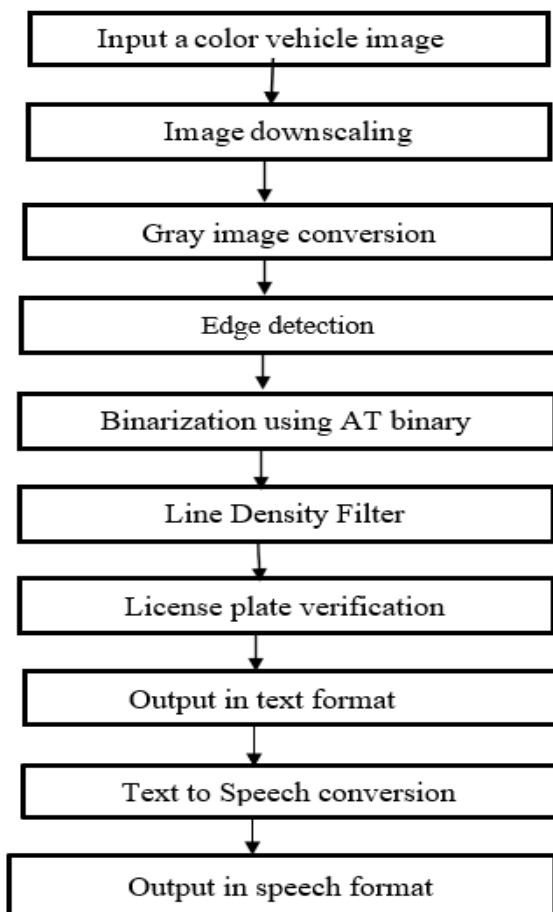 Input a color vehicle image
Image downscaling
Gray image conversion
Edge detection
Binarization using AT binary
Line Density Filter
License plate verification
Output in text format
Text to Speech conversion
Output in speech format